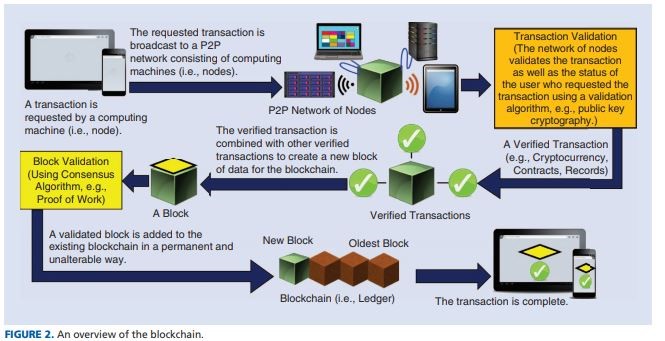 The requested transaction is
broadcast to a P2P
network consisting of computing
machines (i.e., nodes).
A transaction is
requested by a computing
machine (i.e., node).
P2P Network of Nodes
Transaction Validation
(The network of nodes
validates the transaction
as well as the status of
the user who requested the
transaction using a validation
algorithm, e.g., public key
cryptography.)
A Verified Transaction
(e.g., Cryptocurrency,
Contracts, Records)
Verified Transactions
The verified transaction is
combined with other verified
transactions to create a new block
of data for the blockchain.
A Block
Block Validation
(Using Consensus
Algorithm, e.g.,
Proof of Work)
A validated block is added to the
existing blockchain in a permanent and
unalterable way.
New Block
Oldest Block
Blockchain (i.e., Ledger)
The transaction is complete.
FIGURE 2. An overview of the blockchain.